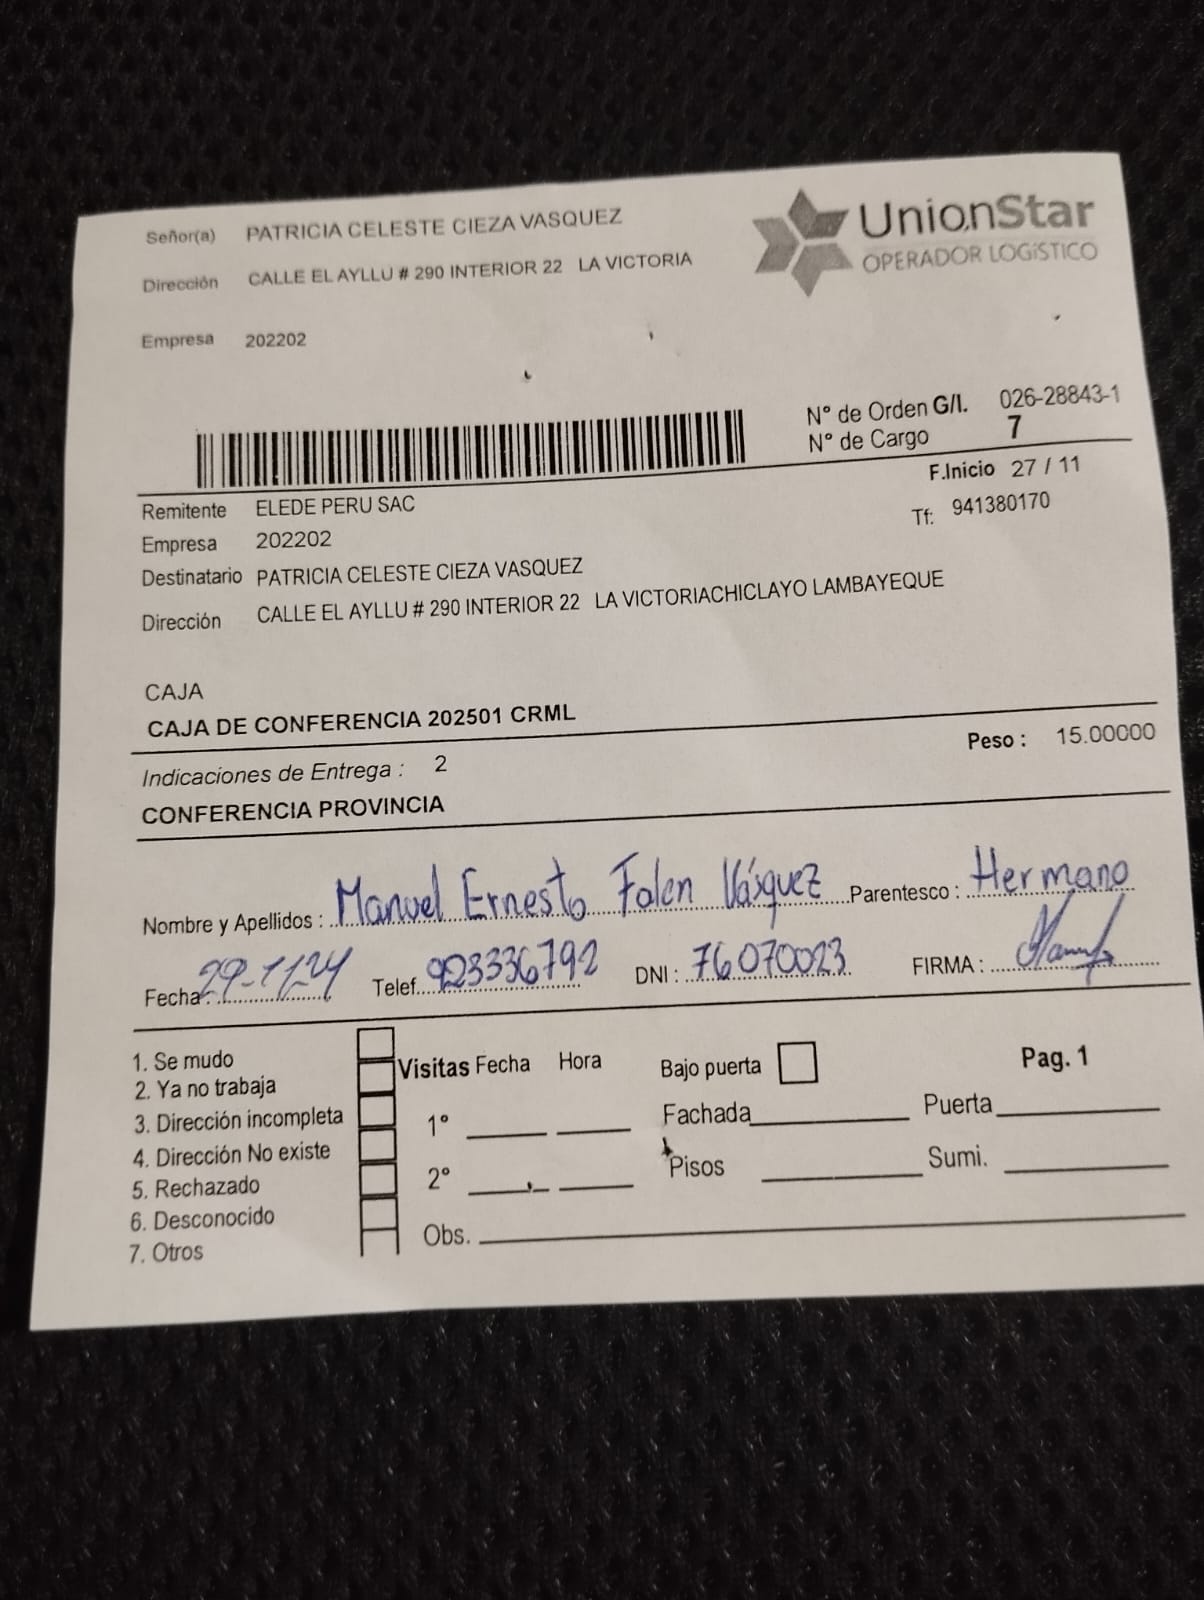 Señor(a) PATRICIA CELESTE CIEZA VASQUEZ
UnionStar
OPERADOR LOGíSTICO
Dirección CALLE EL AYLLU # 290 INTERIOR 22 LA VICTORIA
Empresa 202202
N° de Orden G/I. 026-28843-1
N° de Cargo 7
F.Inicio 27 / 11
Remitente ELEDE PERU SAC
Tf: 941380170
Empresa 202202
Destinatario PATRICIA CELESTE CIEZA VASQUEZ
Dirección CALLE EL AYLLU # 290 INTERIOR 22 LA VICTORIACHICLAYO LAMBAYEQUE
CAJA
CAJA DE CONFERENCIA 202501 CRML
Indicaciones de Entrega : 2 Peso : 15.00000
CONFERENCIA PROVINCIA
Nombre y Apellidos : Manuel Ernesto Falen Vásquez Parentesco : Hermano
Fecha: 29-11-24 Telef. 923336792 DNI : 76070023 FIRMA :
1. Se mudo
2. Ya no trabaja
3. Dirección incompleta
4. Dirección No existe
5. Rechazado
6. Desconocido
7. Otros
Visitas Fecha Hora
1°
2°
Obs.
Bajo puerta
Pag. 1
Fachada Puerta
Pisos Sumi.